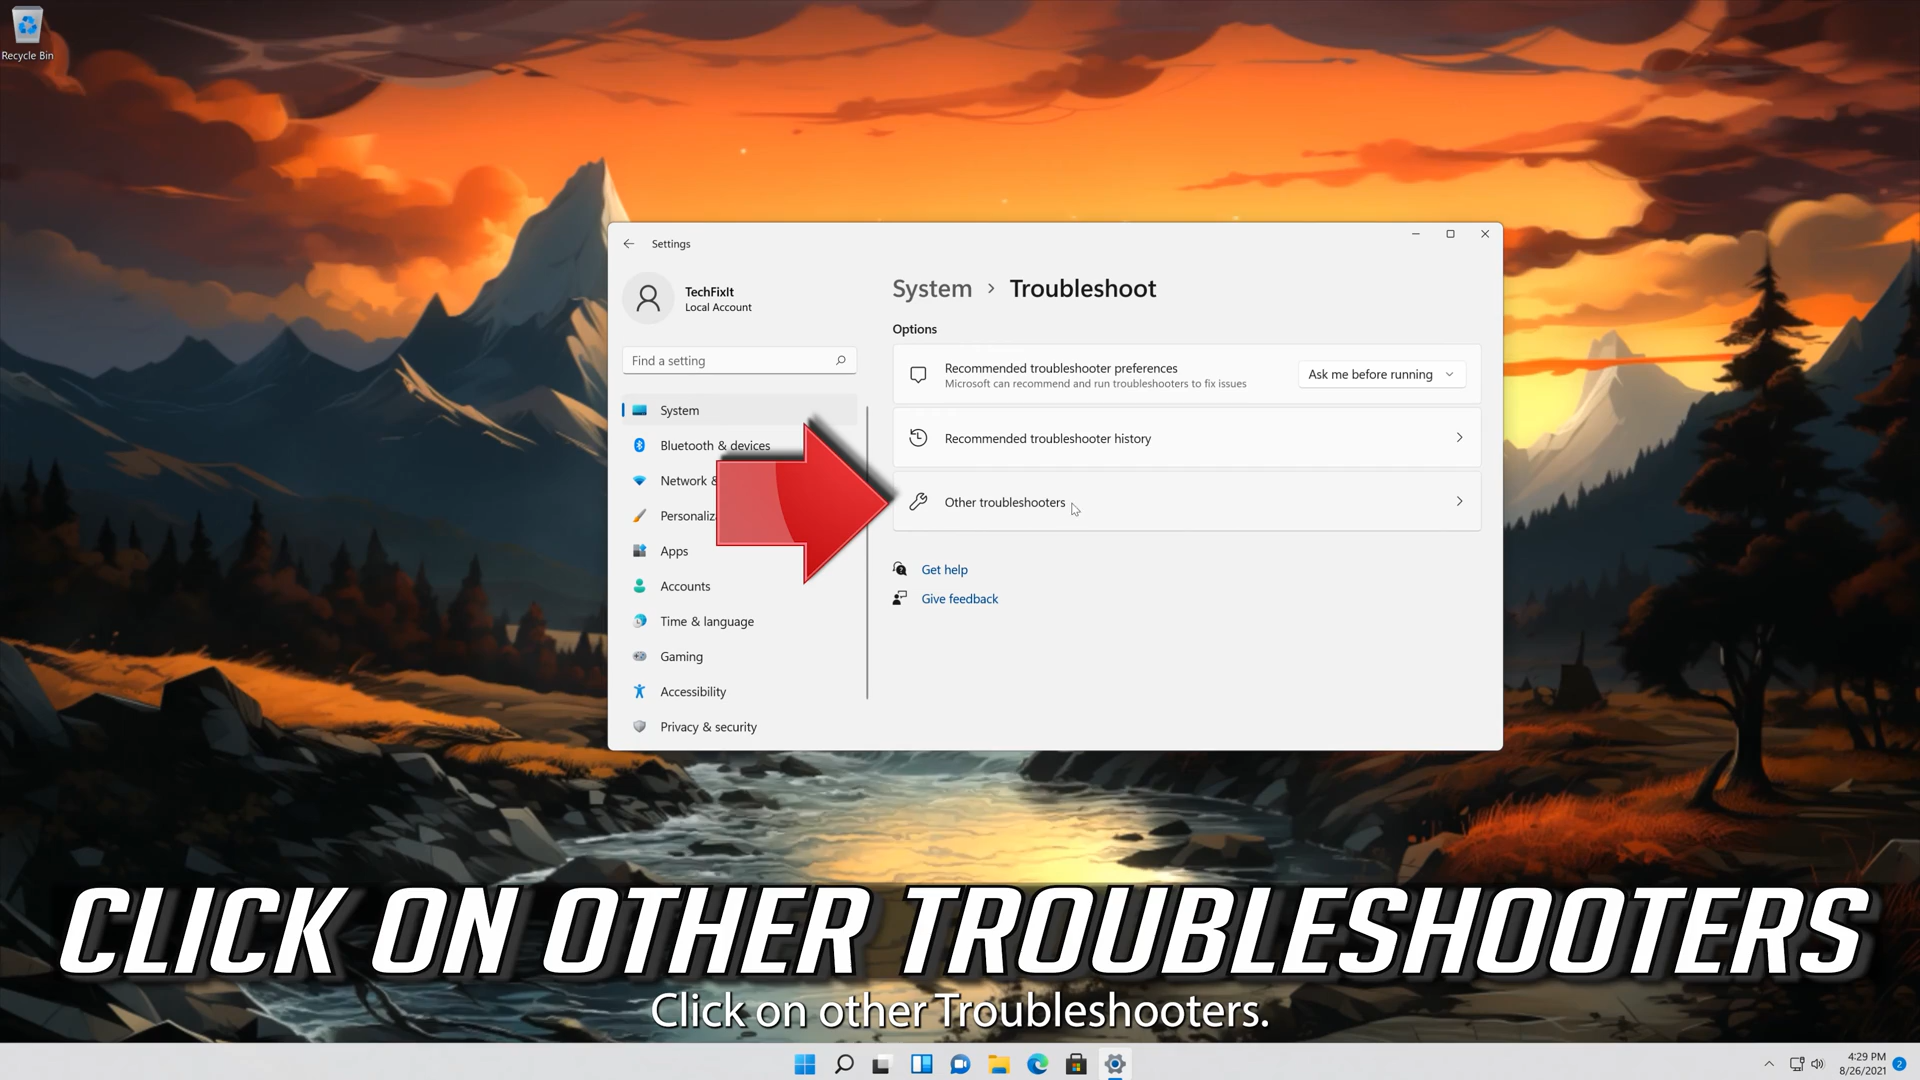 Recycle Bin
Settings
TechFixIt
Local Account
Find a setting
System
Bluetooth & devices
Network &
Personaliz
Apps
Accounts
Time & language
Gaming
Accessibility
Privacy & security
System > Troubleshoot
Options
Recommended troubleshooter preferences
Microsoft can recommend and run troubleshooters to fix issues
Ask me before running
Recommended troubleshooter history
Other troubleshooters
Get help
Give feedback
CLICK ON OTHER TROUBLESHOOTERS
Click on other Troubleshooters.
4:29 PM
8/26/2021
2